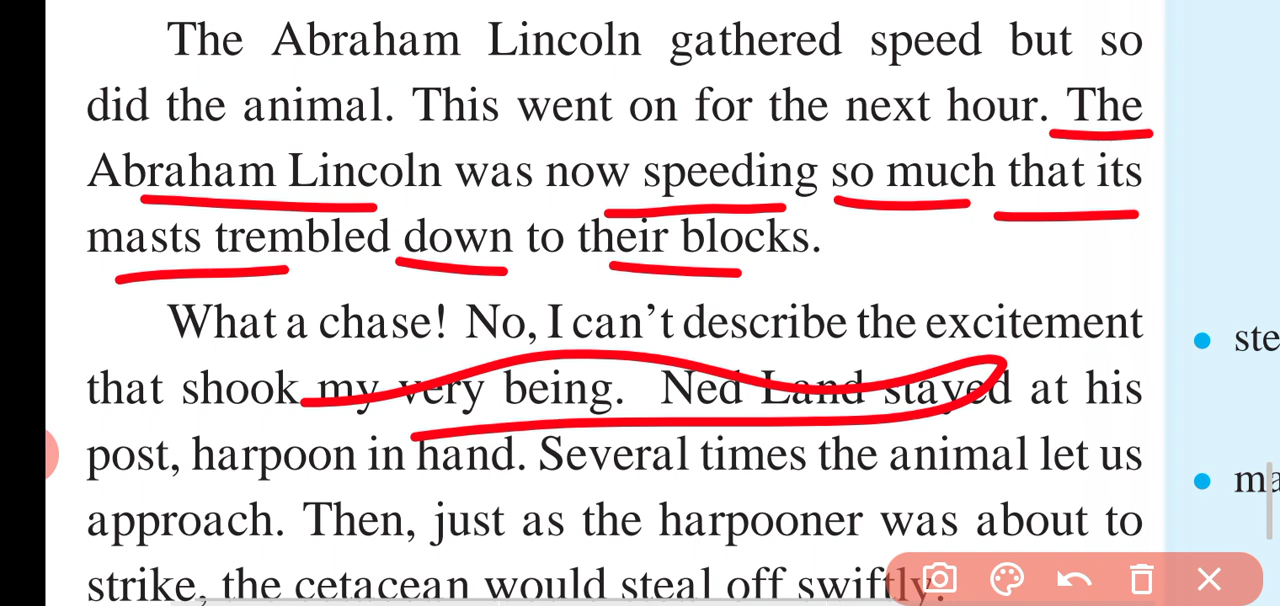 The Abraham Lincoln gathered speed but so
did the animal. This went on for the next hour. The
Abraham Lincoln was now speeding so much that its
masts trembled down to their blocks.
What a chase! No, I can't describe the excitement
that shook my very being. Ned Land stayed at his
post, harpoon in hand. Several times the animal let us
approach. Then, just as the harpooner was about to
strike, the cetacean would steal off swiftly.
ste
ma